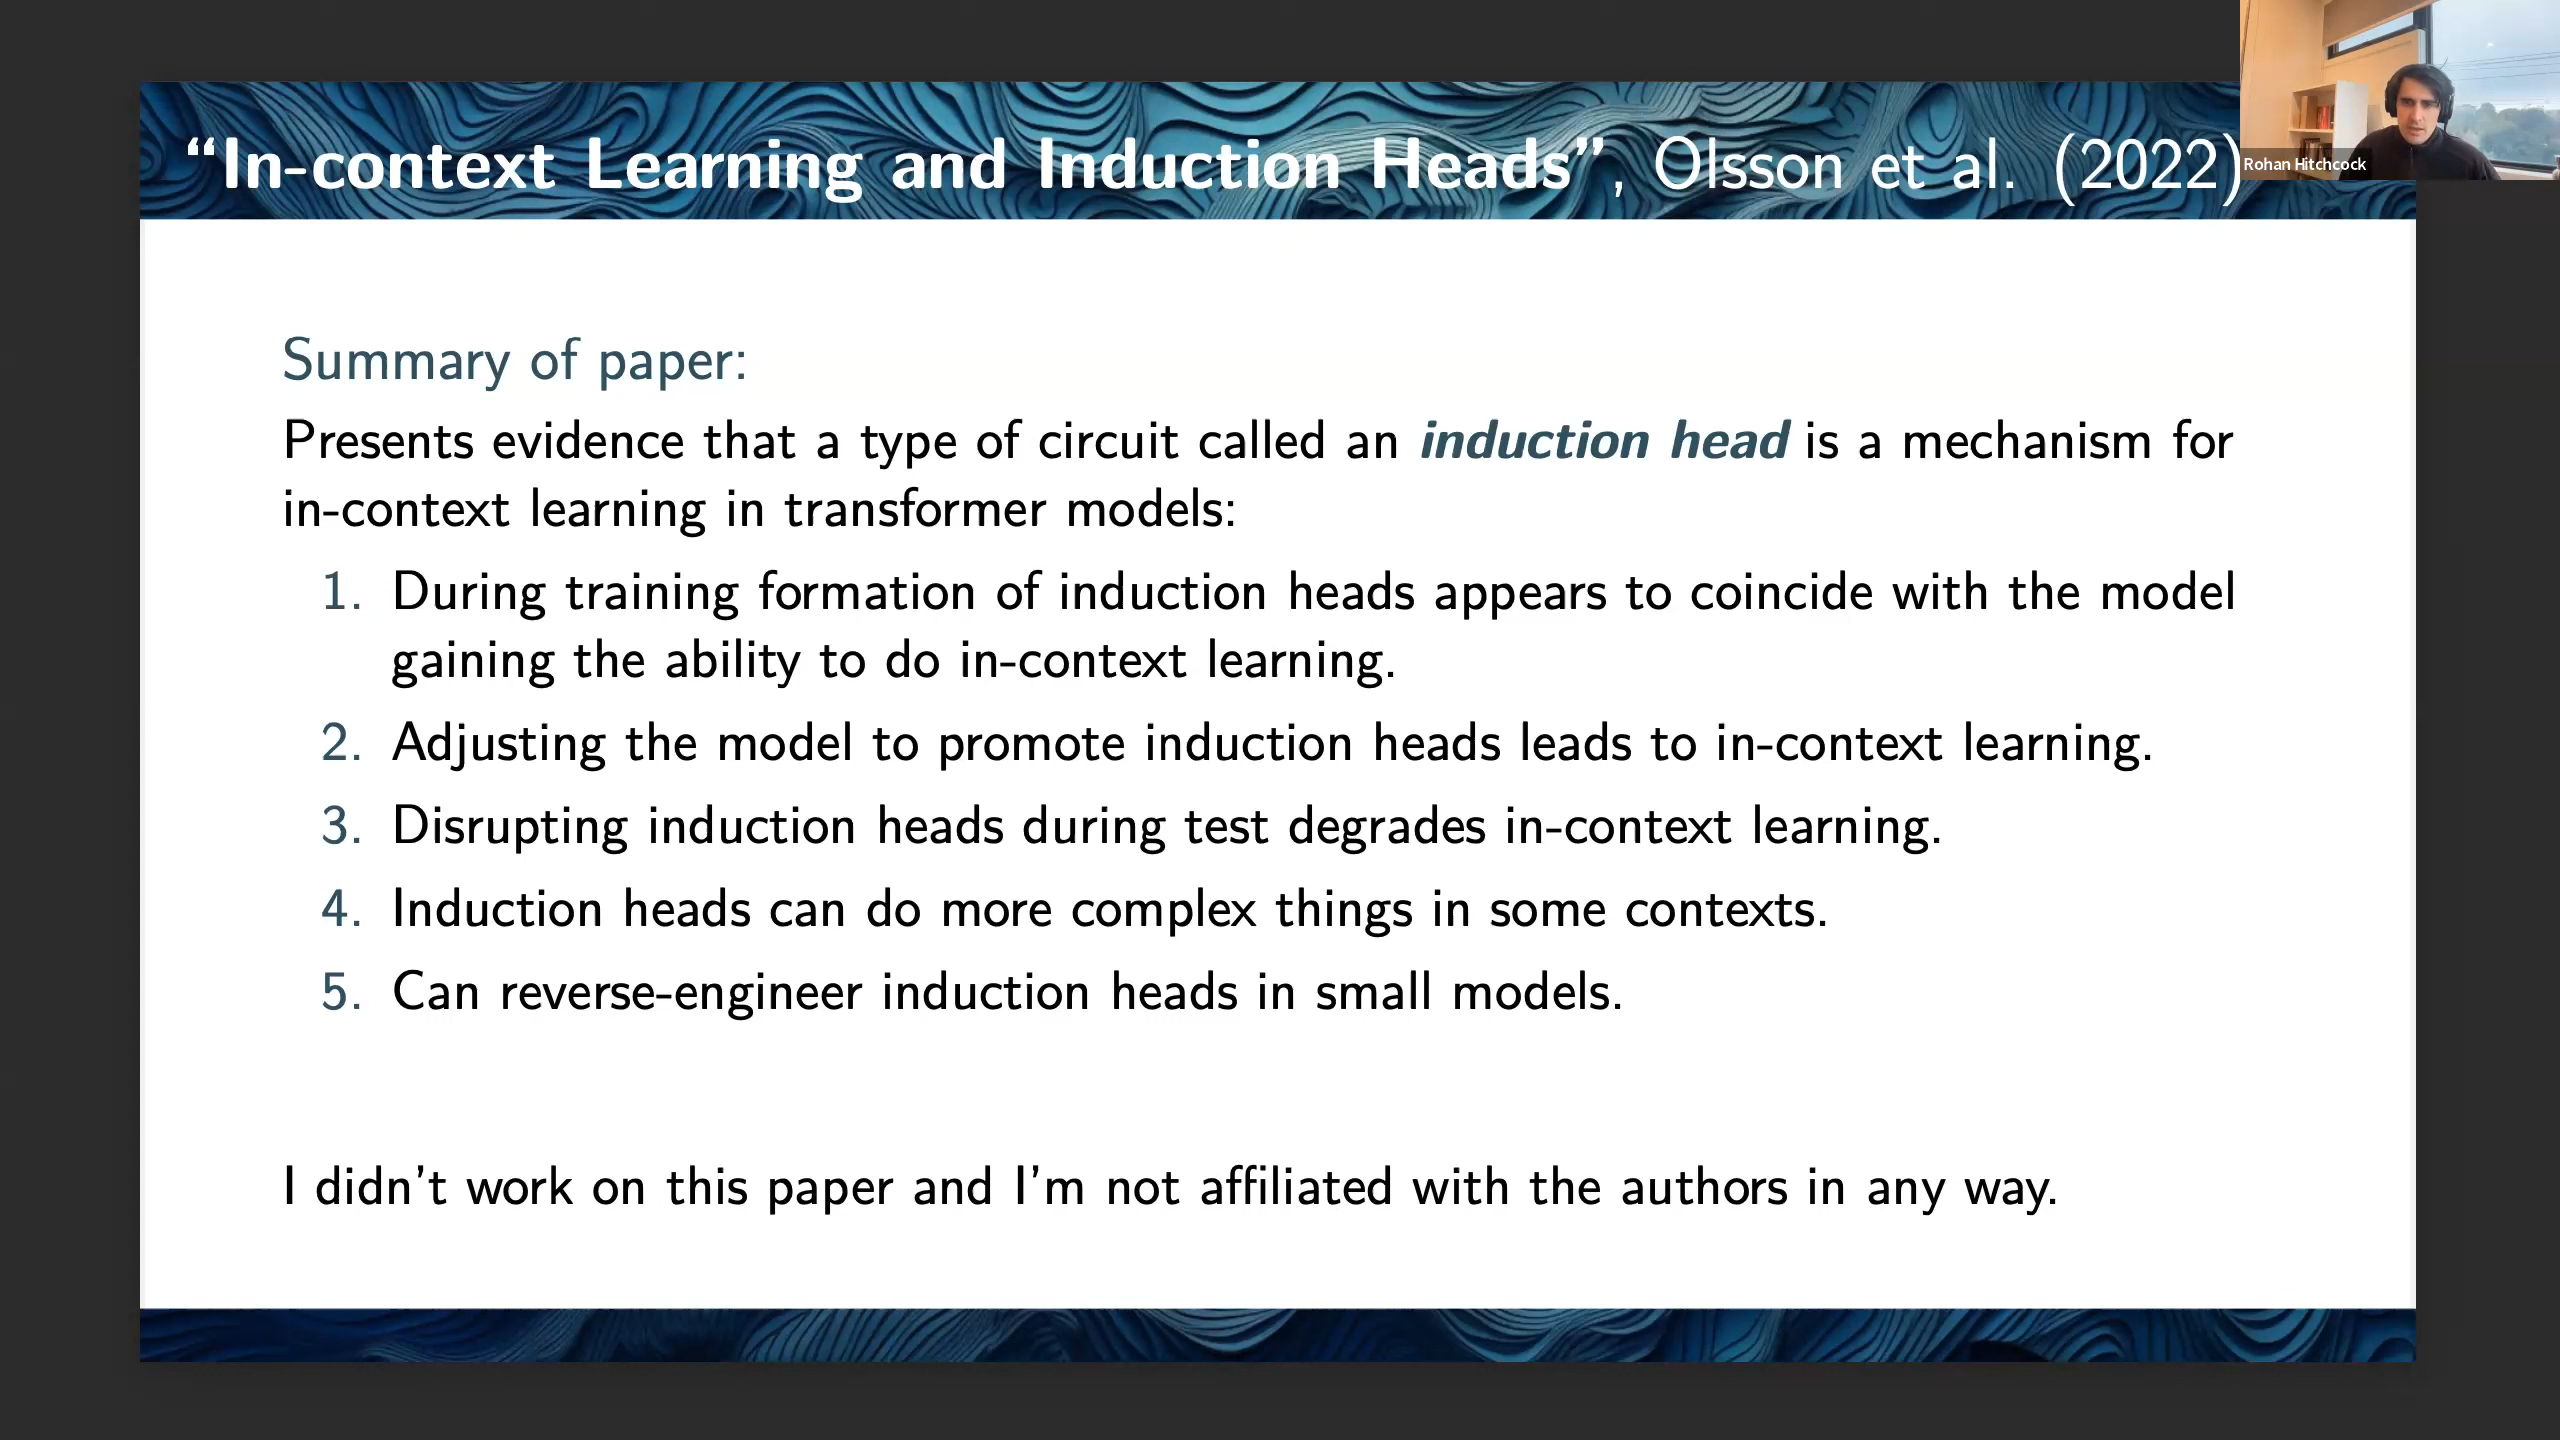 “In-context Learning and Induction Heads”, Olsson et al. (2022)
Rohan Hitchcock
Summary of paper:
Presents evidence that a type of circuit called an induction head is a mechanism for
in-context learning in transformer models:
1. During training formation of induction heads appears to coincide with the model
gaining the ability to do in-context learning.
2. Adjusting the model to promote induction heads leads to in-context learning.
3. Disrupting induction heads during test degrades in-context learning.
4. Induction heads can do more complex things in some contexts.
5. Can reverse-engineer induction heads in small models.
I didn’t work on this paper and I’m not affiliated with the authors in any way.